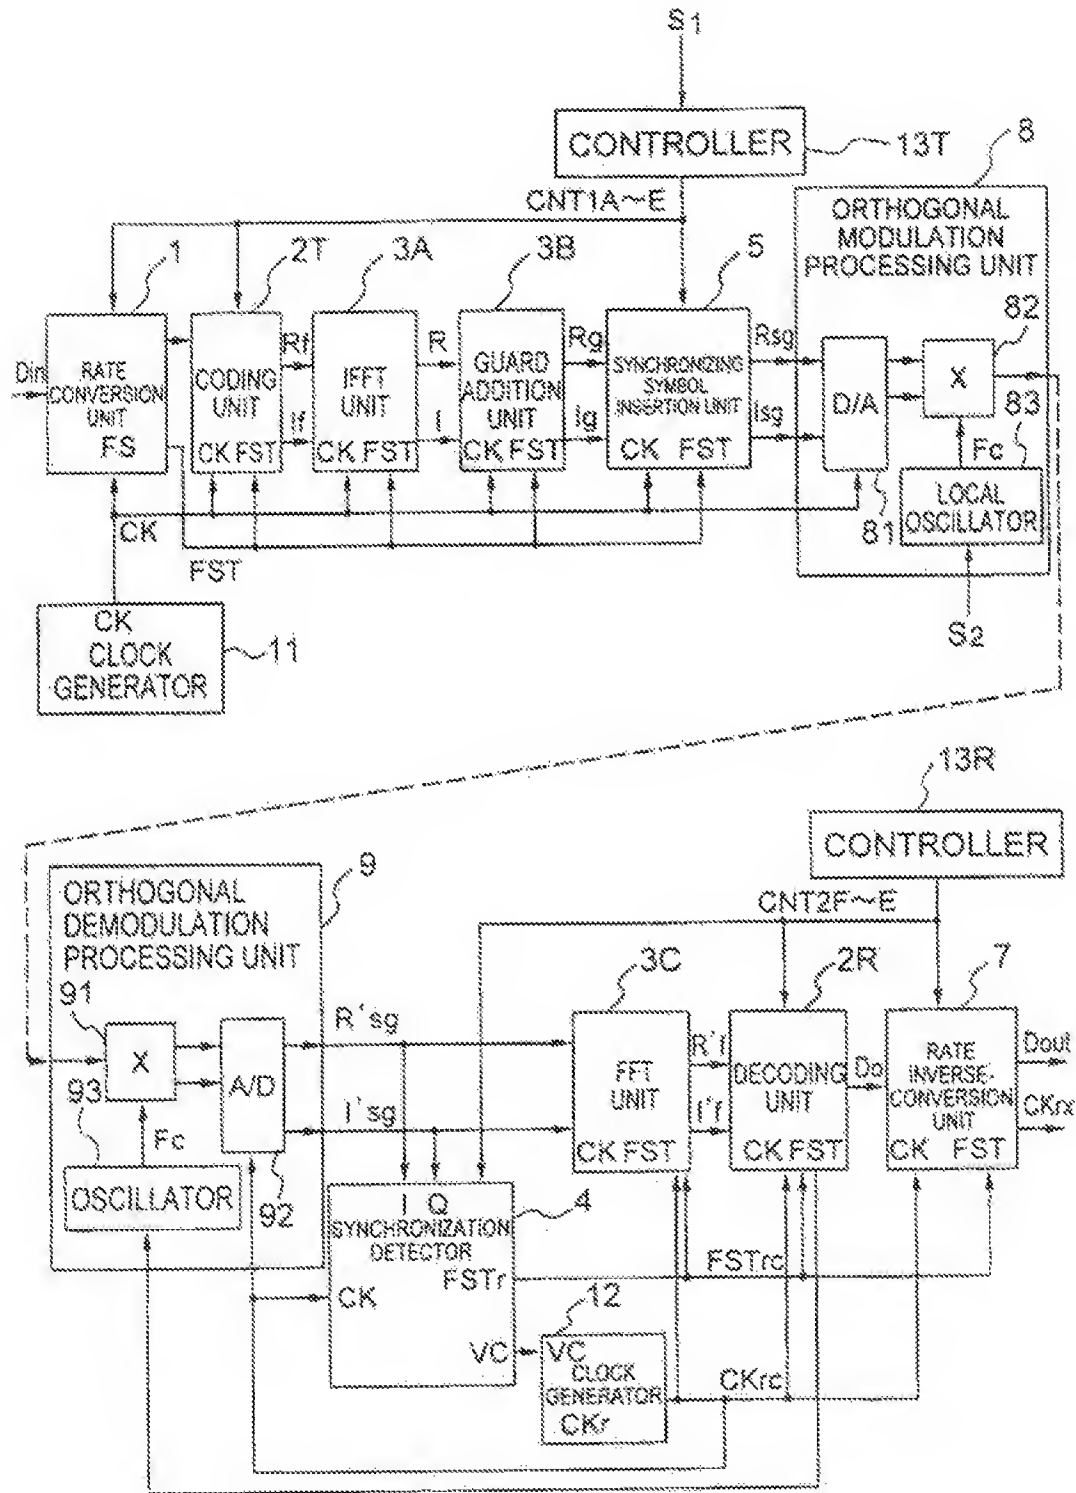 S1
CONTROLLER
13T
8
CNT1A～E
ORTHOGONAL
MODULATION
PROCESSING UNIT
1
2T
3A
3B
5
82
Din
RATE
CONVERSION
UNIT
FS
CODING
UNIT
CK FST
Rf
If
IFFT
UNIT
CK FST
R
I
GUARD
ADDITION
UNIT
CK FST
Rg
Ig
SYNCHRONIZING
SYMBOL
INSERTION UNIT
CK FST
Rsg
Isg
D/A
X
83
Fc
LOCAL
OSCILLATOR
81
CK
FST
S2
CK
CLOCK
GENERATOR
11
13R
CONTROLLER
9
ORTHOGONAL
DEMODULATION
PROCESSING UNIT
CNT2F～E
3C
2R
7
91
X
A/D
93
Fc
OSCILLATOR
92
R'sg
I'sg
FFT
UNIT
CK FST
R'f
I'f
DECODING
UNIT
CK FST
Do
RATE
INVERSE-
CONVERSION
UNIT
CK FST
Dout
CKrx
I Q
SYNCHRONIZATION
DETECTOR
4
FSTr
FSTrc
CK
VC
12
VC
CLOCK
GENERATOR
CKr
CKrc